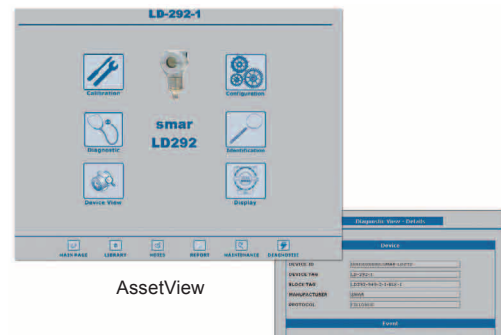 LD-292-1
Calibration
Configuration
smar
LD292
Diagnostic
Identification
Device View
Display
MAIN PAGE LIBRARY NOTES REPORT MAINTENANCE DIAGNOSTIC
AssetView
Diagnostic View - Details
Device
DEVICE ID
DEVICE TAG LD-292-1
BLOCK TAG
MANUFACTURER SMAR
PROTOCOL
Event